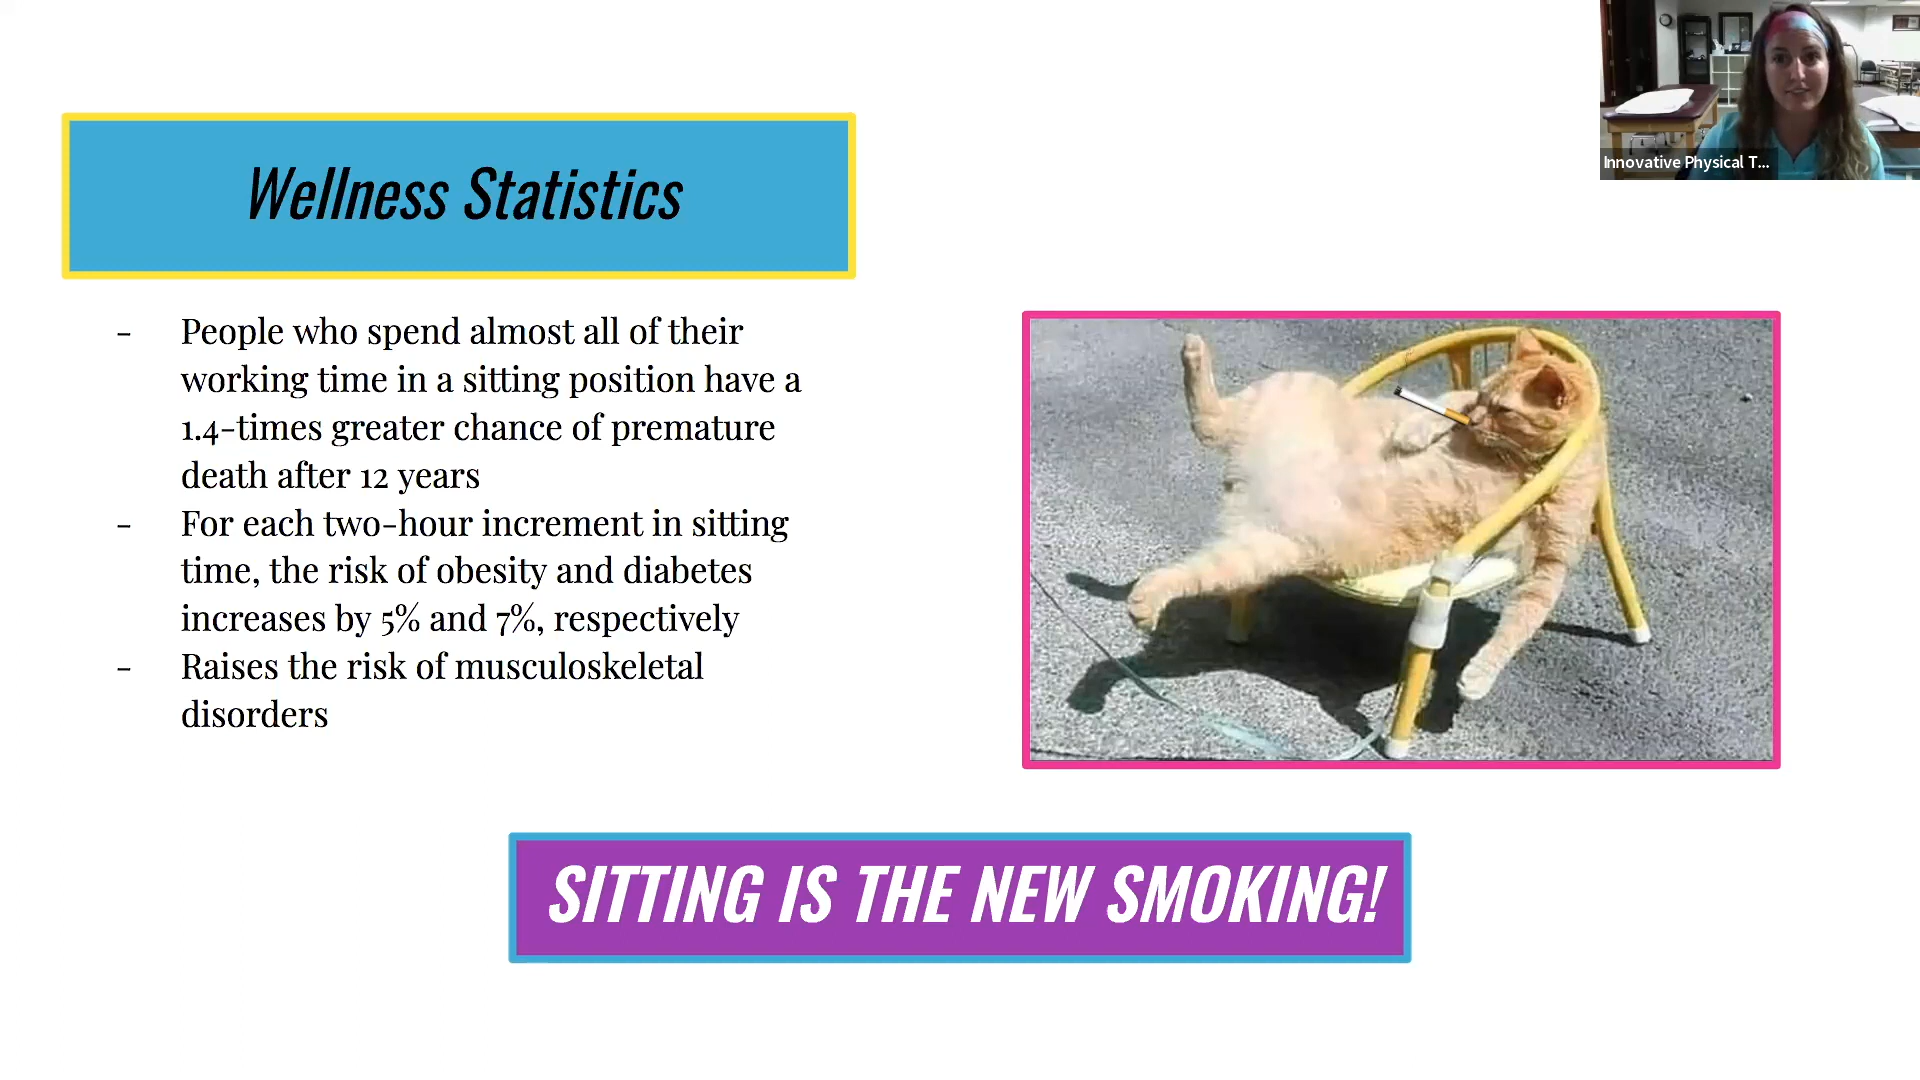 Innovative Physical T...
Wellness Statistics
- People who spend almost all of their
working time in a sitting position have a
1.4-times greater chance of premature
death after 12 years
- For each two-hour increment in sitting
time, the risk of obesity and diabetes
increases by 5% and 7%, respectively
- Raises the risk of musculoskeletal
disorders
SITTING IS THE NEW SMOKING!